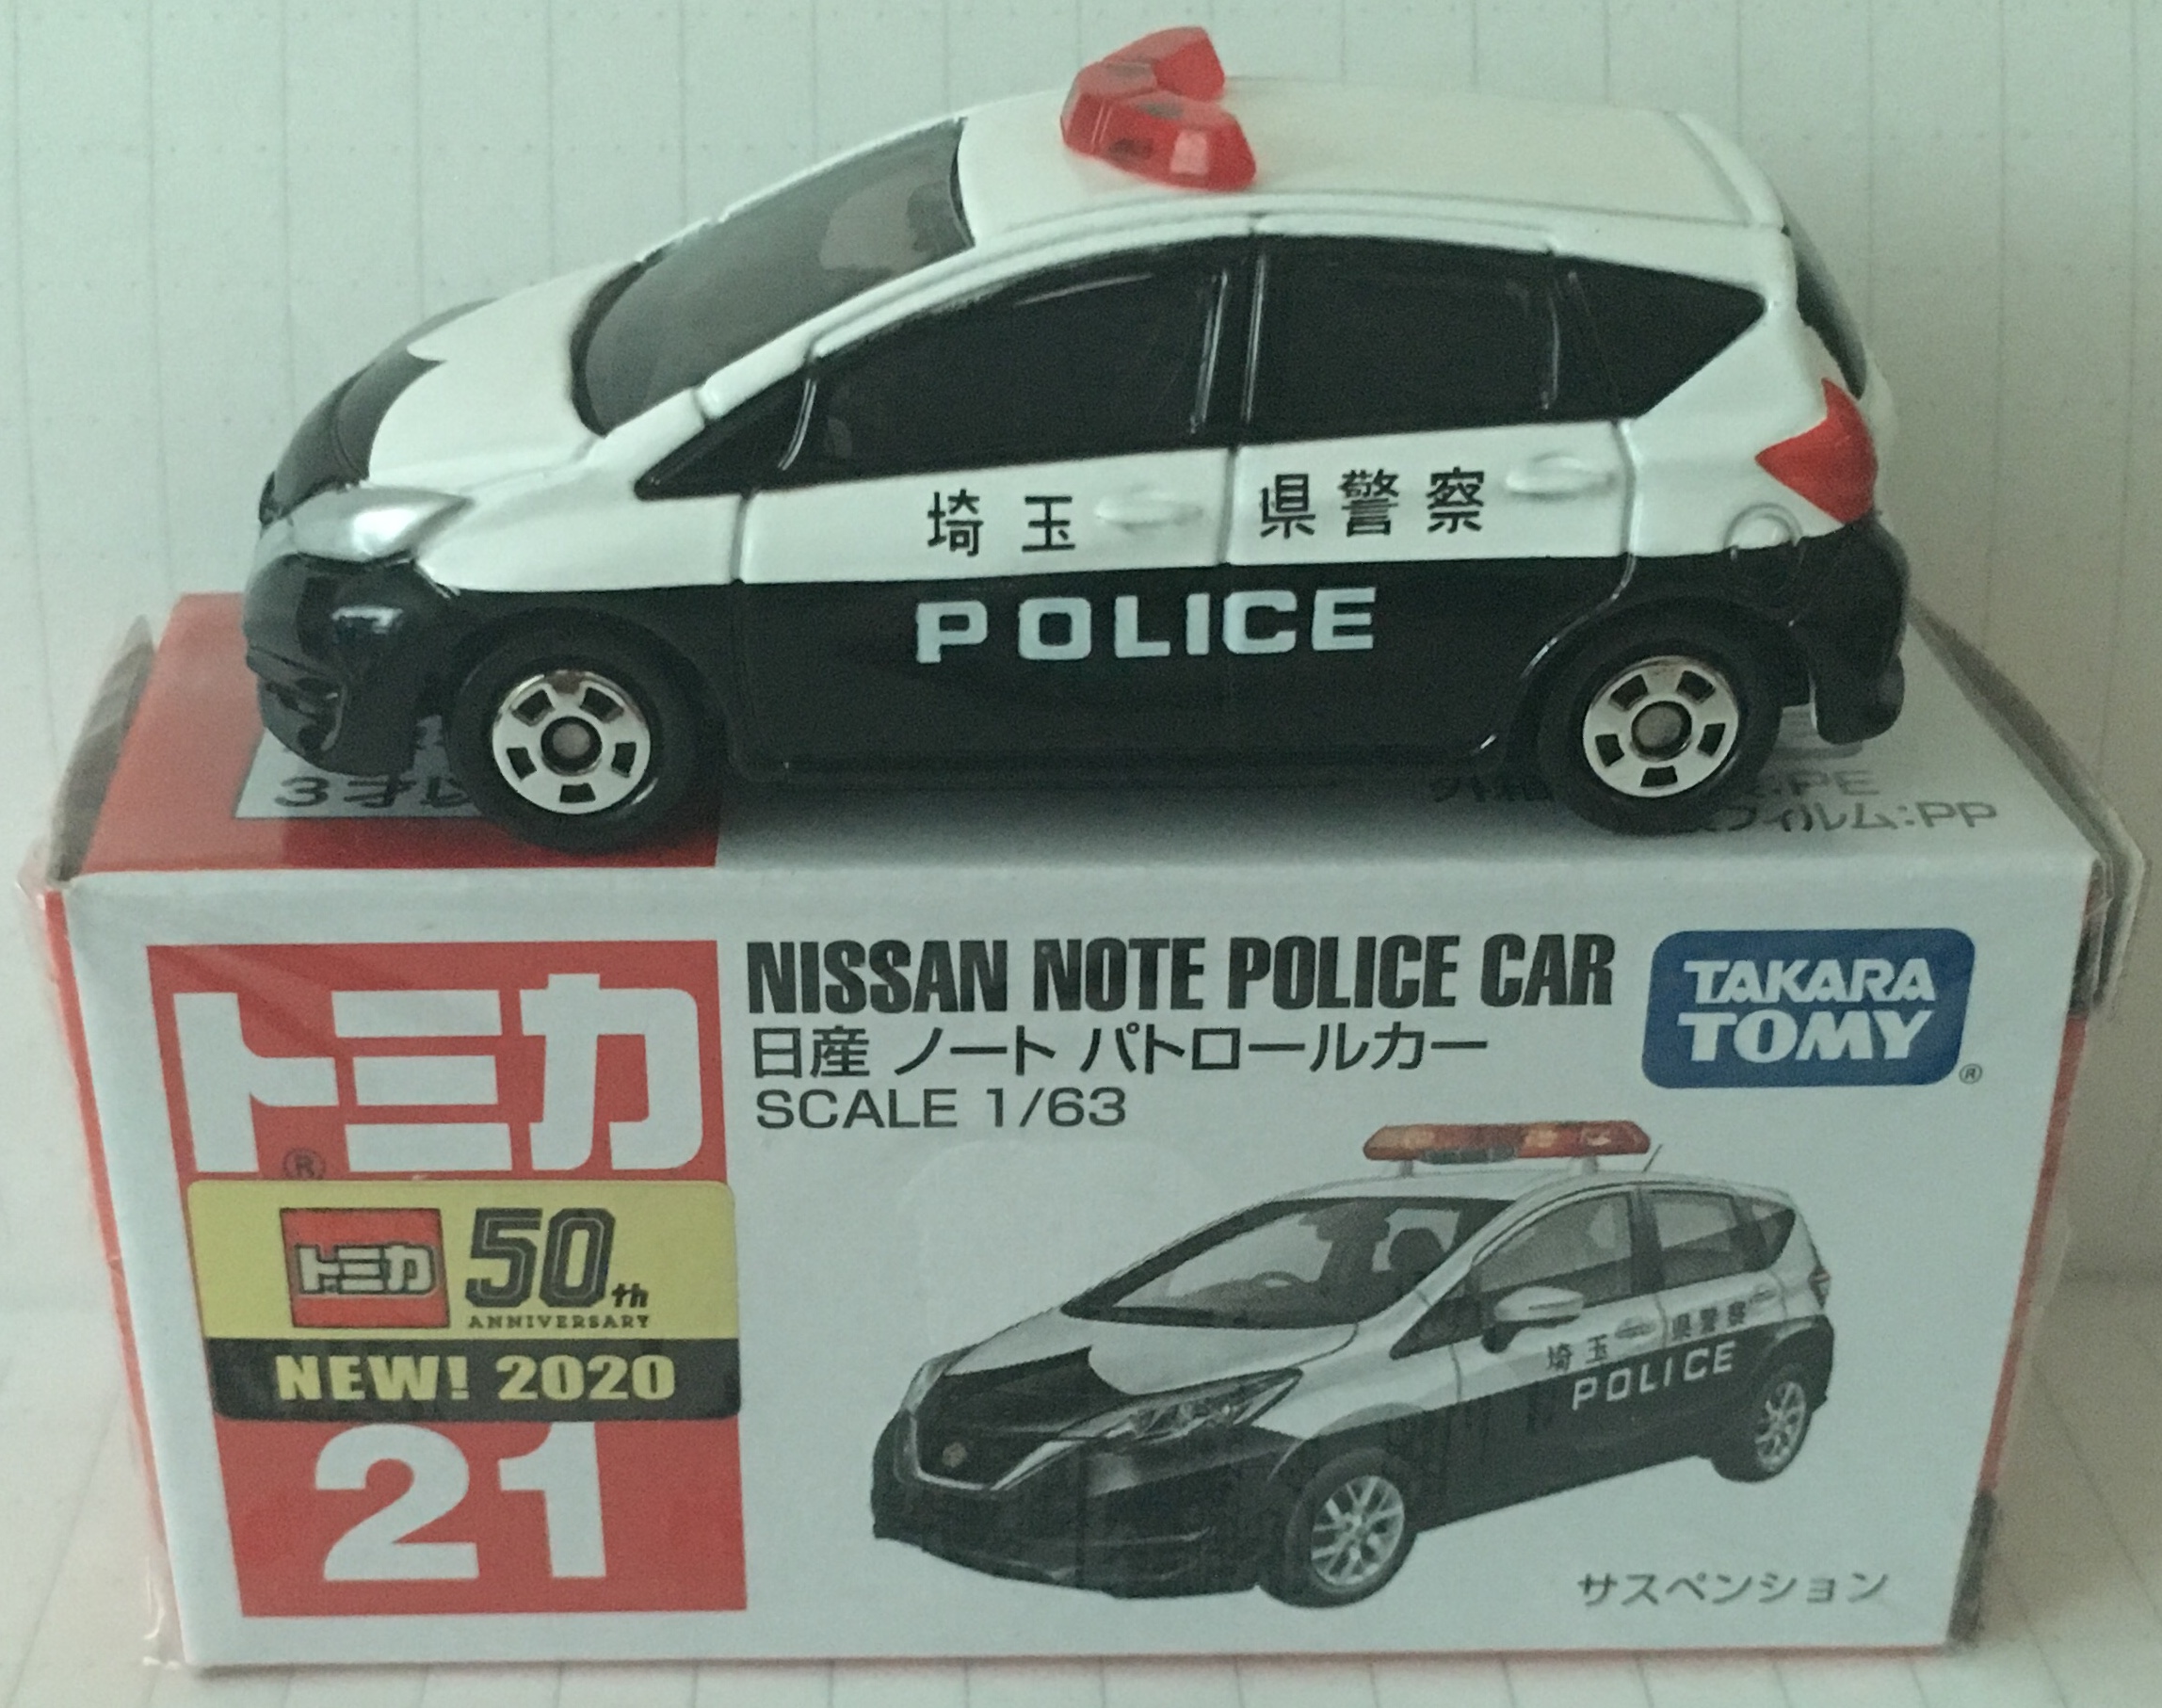 埼玉県警察
POLICE
3才以
:PE
フィルム:PP
トミカ
®
NISSAN NOTE POLICE CAR
日産 ノート パトロールカー
SCALE 1/63
TAKARA
TOMY
®
トミカ
50th
ANNIVERSARY
NEW! 2020
21
埼玉県警察
POLICE
サスペンション